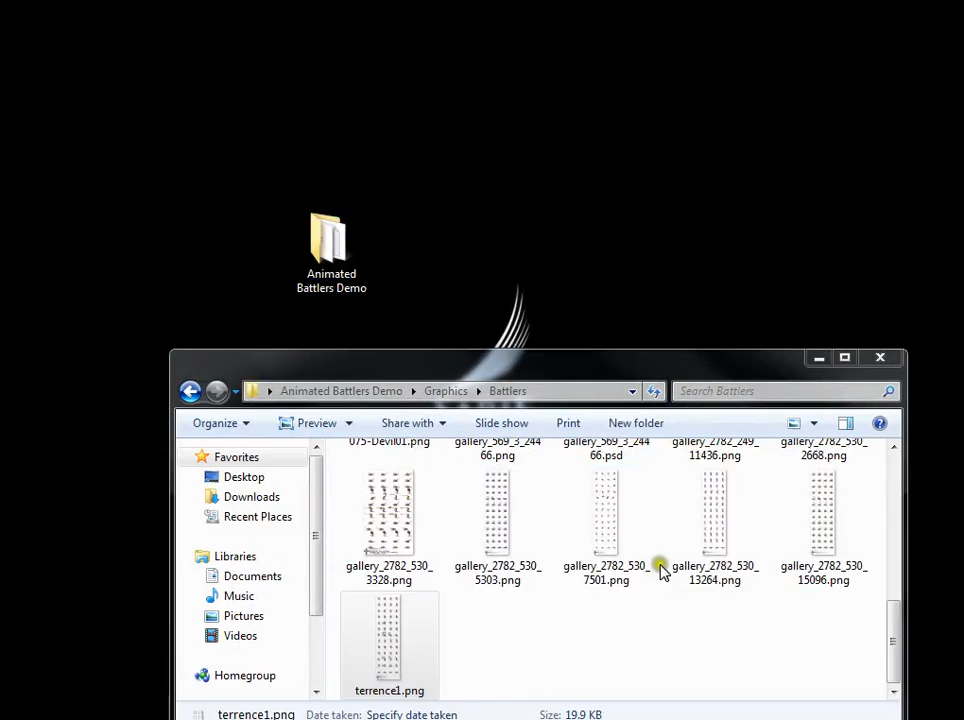 Animated
Battlers Demo
Animated Battlers Demo Graphics Battlers
Search Battlers
Organize Preview Share with Slide show Print New folder
Favorites
Desktop
Downloads
Recent Places
Libraries
Documents
Music
Pictures
Videos
Homegroup
075-Devil01.png
gallery_569_3_244
66.png
gallery_569_3_244
66.psd
gallery_2782_249_
11436.png
gallery_2782_530_
2668.png
gallery_2782_530_
3328.png
gallery_2782_530_
5303.png
gallery_2782_530_
7501.png
gallery_2782_530_
13264.png
gallery_2782_530_
15096.png
terrence1.png
terrence1.png Date taken: Specify date taken Size: 19.9 KB